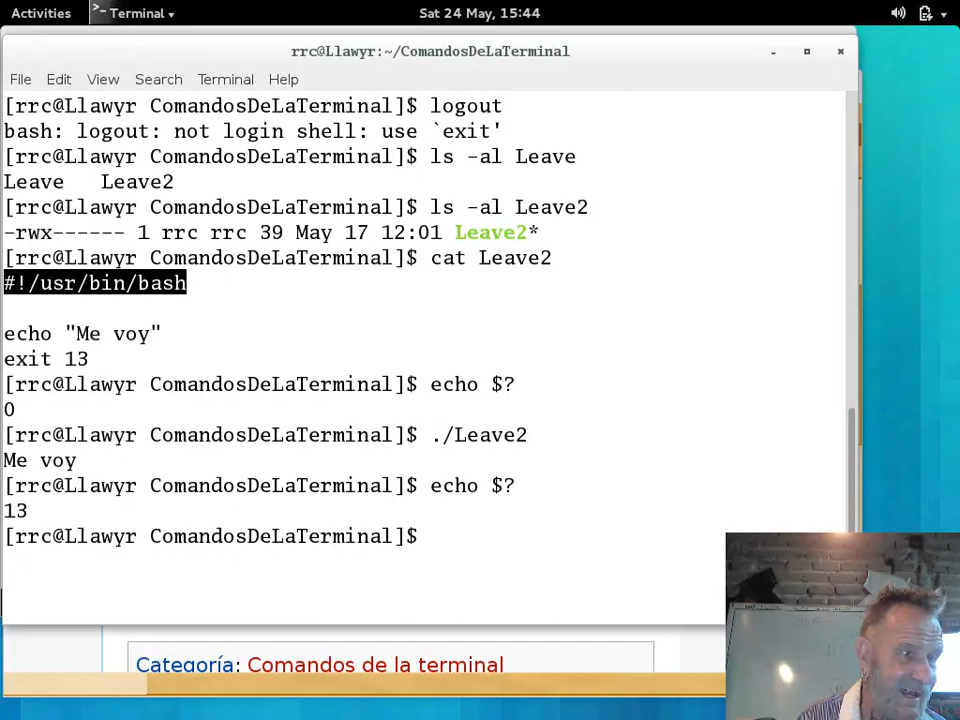 Activities >_ Terminal Sat 24 May, 15:44
rrc@Llawyr:~/ComandosDeLaTerminal
File Edit View Search Terminal Help
[rrc@Llawyr ComandosDeLaTerminal]$ logout
bash: logout: not login shell: use `exit'
[rrc@Llawyr ComandosDeLaTerminal]$ ls -al Leave
Leave   Leave2
[rrc@Llawyr ComandosDeLaTerminal]$ ls -al Leave2
-rwx------ 1 rrc rrc 39 May 17 12:01 Leave2*
[rrc@Llawyr ComandosDeLaTerminal]$ cat Leave2
#!/usr/bin/bash
echo "Me voy"
exit 13
[rrc@Llawyr ComandosDeLaTerminal]$ echo $?
0
[rrc@Llawyr ComandosDeLaTerminal]$ ./Leave2
Me voy
[rrc@Llawyr ComandosDeLaTerminal]$ echo $?
13
[rrc@Llawyr ComandosDeLaTerminal]$
Categoría: Comandos de la terminal